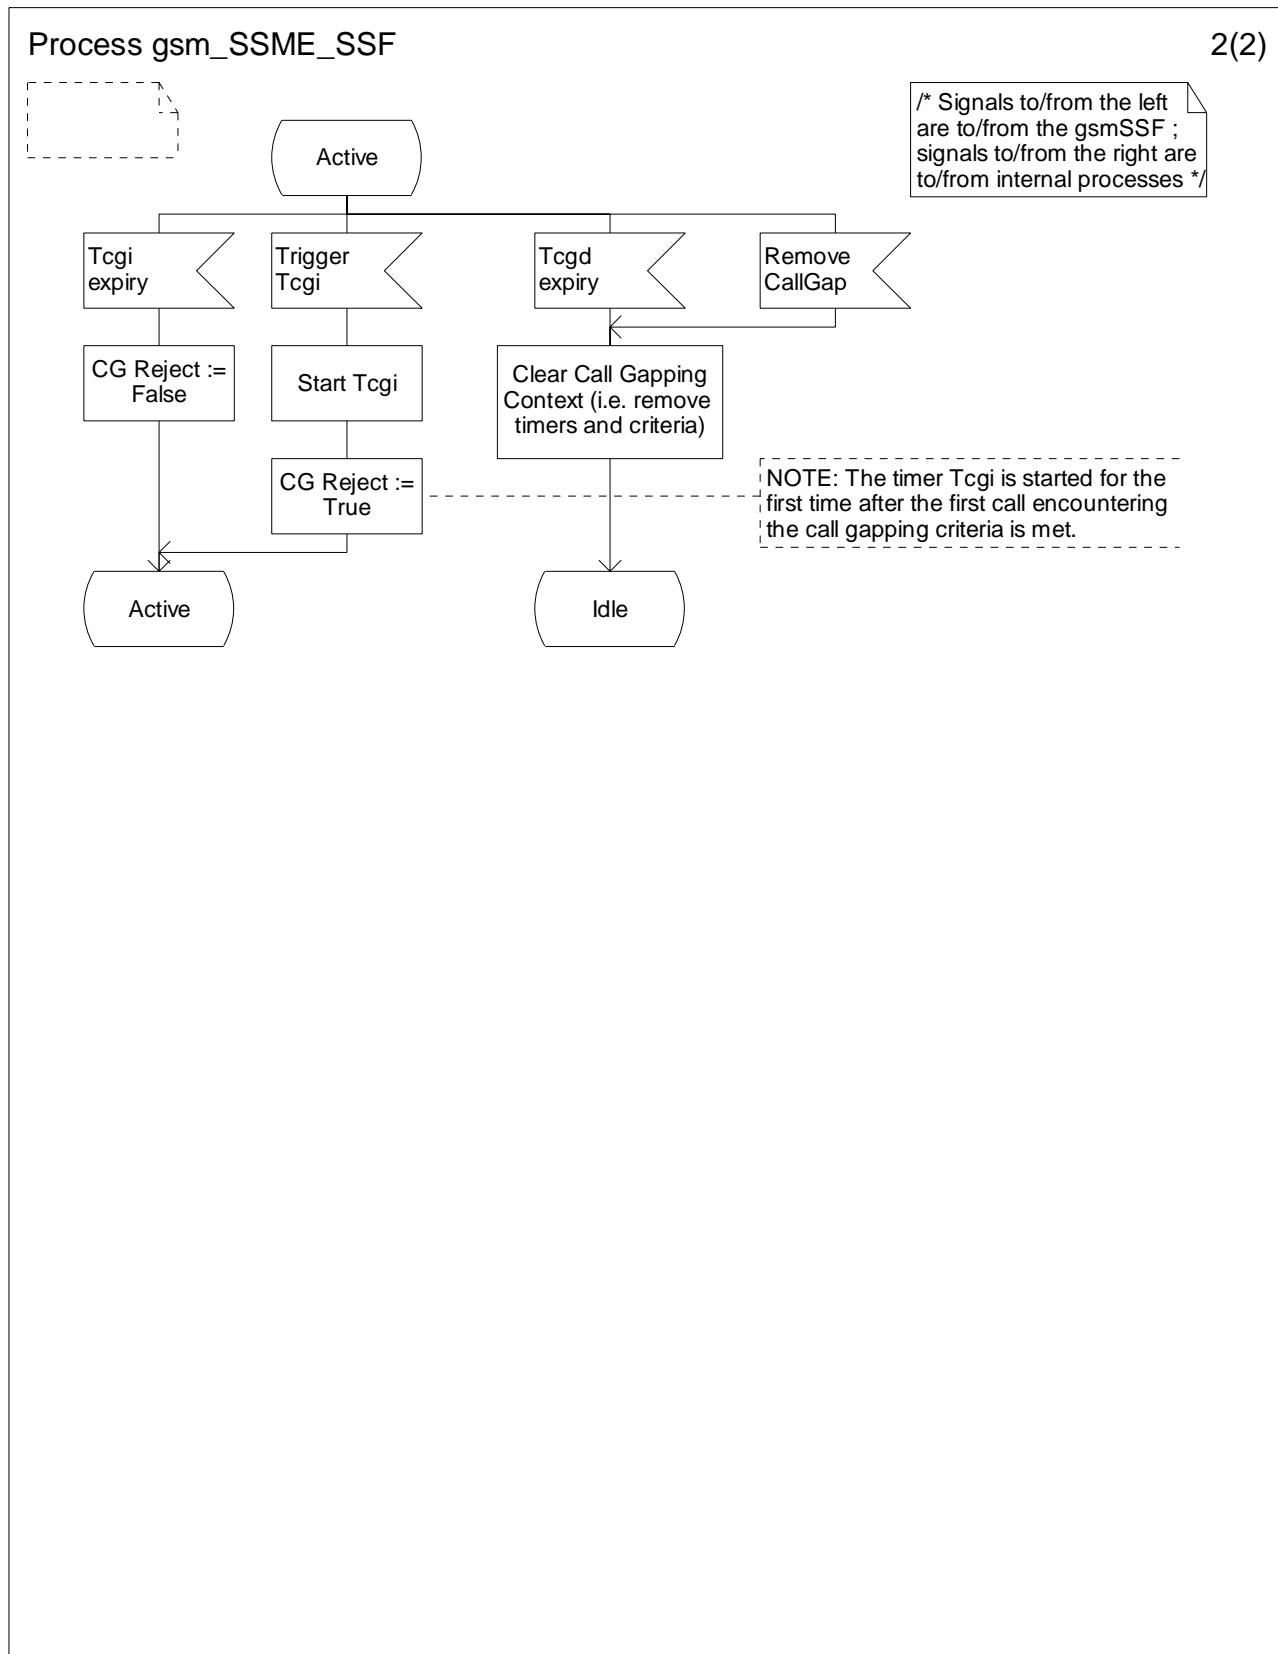 Process gsm_SSME_SSF
2(2)
/* Signals to/from the left
are to/from the gsmSSF ;
signals to/from the right are
to/from internal processes */
Active
Tcgi
expiry
Trigger
Tcgi
Tcgd
expiry
Remove
CallGap
CG Reject :=
False
Start Tcgi
Clear Call Gapping
Context (i.e. remove
timers and criteria)
CG Reject :=
True
NOTE: The timer Tcgi is started for the
first time after the first call encountering
the call gapping criteria is met.
Active
Idle